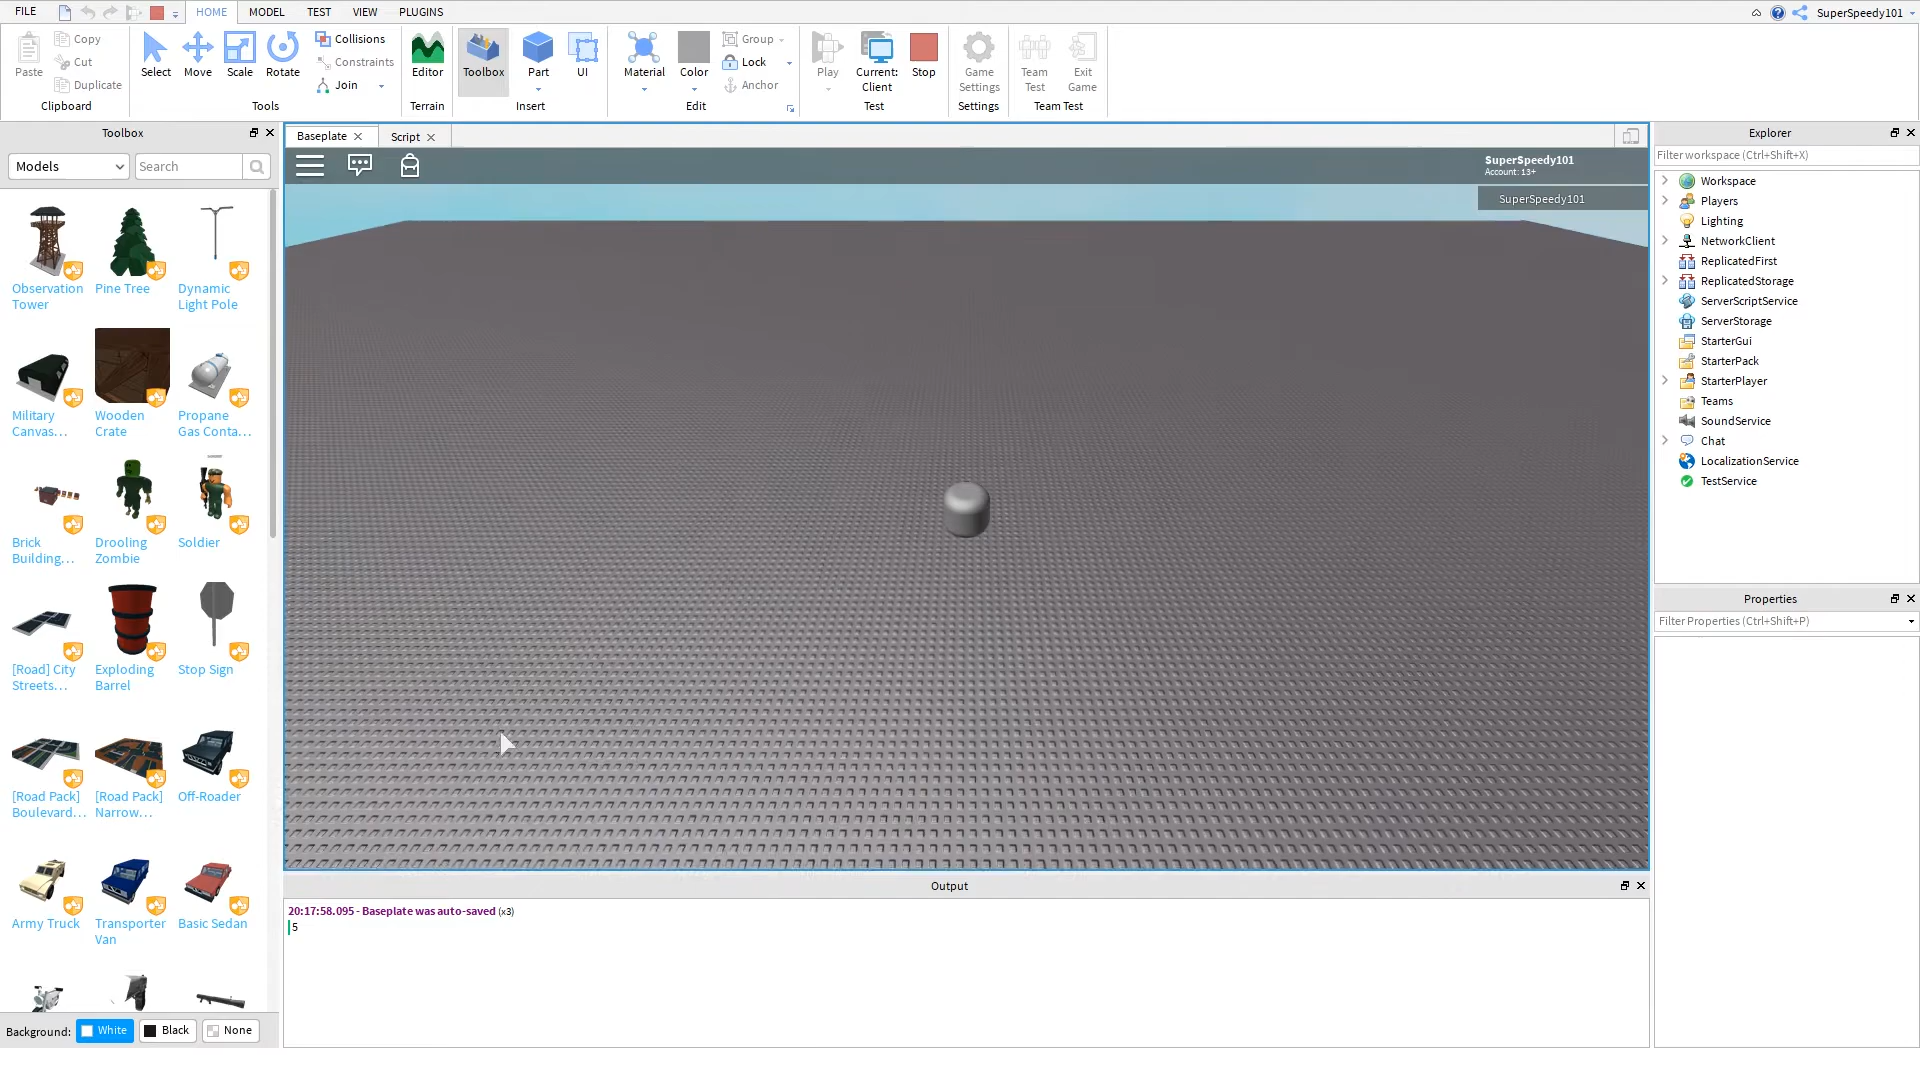 FILE
HOME
MODEL
TEST
VIEW
PLUGINS
SuperSpeedy101
Paste
Copy
Cut
Duplicate
Clipboard
Select
Move
Scale
Rotate
Collisions
Constraints
Join
Tools
Editor
Terrain
Toolbox
Part
UI
Insert
Material
Color
Group
Lock
Anchor
Edit
Play
Current:
Client
Stop
Test
Game
Settings
Settings
Team
Test
Exit
Game
Team Test
Toolbox
Models
Search
Observation
Tower
Pine Tree
Dynamic
Light Pole
Military
Canvas...
Wooden
Crate
Propane
Gas Conta...
Brick
Building...
Drooling
Zombie
Soldier
[Road] City
Streets...
Exploding
Barrel
Stop Sign
[Road Pack]
Boulevard...
[Road Pack]
Narrow...
Off-Roader
Army Truck
Transporter
Van
Basic Sedan
Background:
White
Black
None
Baseplate
Script
SuperSpeedy101
Account: 13+
SuperSpeedy101
Output
20:17:58.095 - Baseplate was auto-saved (x3)
5
Explorer
Filter workspace (Ctrl+Shift+X)
Workspace
Players
Lighting
NetworkClient
ReplicatedFirst
ReplicatedStorage
ServerScriptService
ServerStorage
StarterGui
StarterPack
StarterPlayer
Teams
SoundService
Chat
LocalizationService
TestService
Properties
Filter Properties (Ctrl+Shift+P)